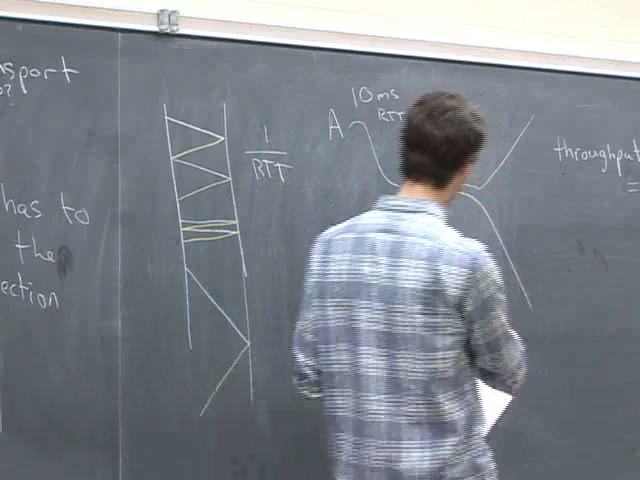 nsport
o?
has to
the
ection
1
RTT
10ms
RTT
A
throughput
=